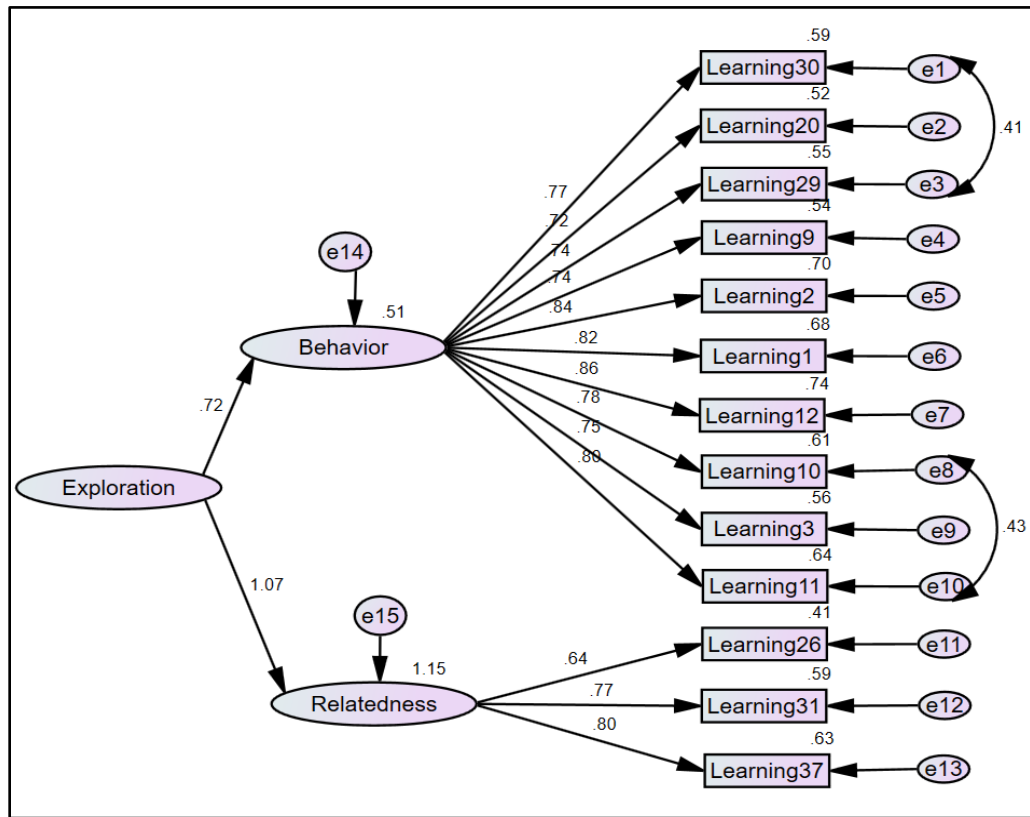 .59
Learning30
e1
.52
Learning20
e2
.41
.55
Learning29
e3
.77
.54
.72
Learning9
e4
e14
.74
.70
.74
Learning2
e5
.51
.84
.68
Behavior
.82
Learning1
e6
.86
.74
.72
.78
Learning12
e7
.75
.61
.80
Learning10
e8
Exploration
.56
Learning3
e9
.43
.64
1.07
Learning11
e10
e15
.41
Learning26
e11
1.15
.64
.59
Relatedness
.77
Learning31
e12
.80
.63
Learning37
e13